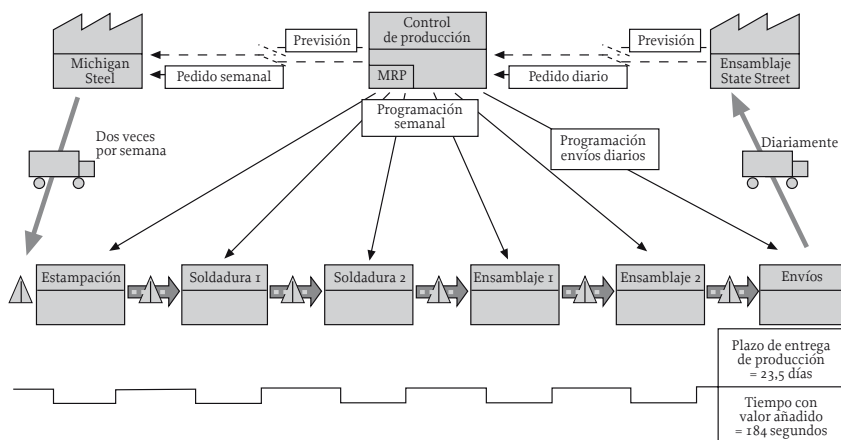 Control
de producción
MRP
Previsión
Previsión
Michigan
Steel
Pedido semanal
Pedido diario
Ensamblaje
State Street
Programación
semanal
Programación
envíos diarios
Dos veces
por semana
Diariamente
Estampación
Soldadura 1
Soldadura 2
Ensamblaje 1
Ensamblaje 2
Envíos
Plazo de entrega
de producción
= 23,5 días
Tiempo con
valor añadido
= 184 segundos